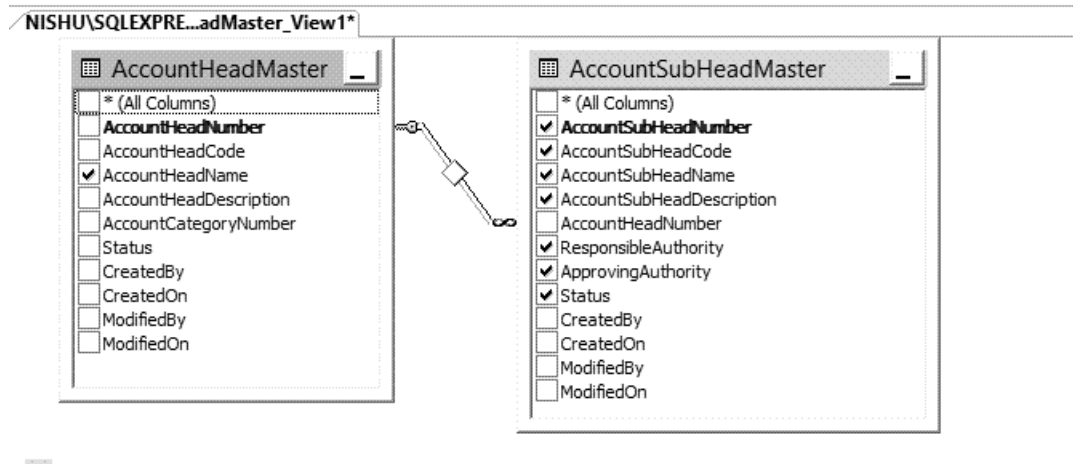 NISHU\SQLEXPRE...adMaster_View1*
AccountHeadMaster
* (All Columns)
AccountHeadNumber
AccountHeadCode
AccountHeadName
AccountHeadDescription
AccountCategoryNumber
Status
CreatedBy
CreatedOn
ModifiedBy
ModifiedOn
AccountSubHeadMaster
* (All Columns)
AccountSubHeadNumber
AccountSubHeadCode
AccountSubHeadName
AccountSubHeadDescription
AccountHeadNumber
ResponsibleAuthority
ApprovingAuthority
Status
CreatedBy
CreatedOn
ModifiedBy
ModifiedOn